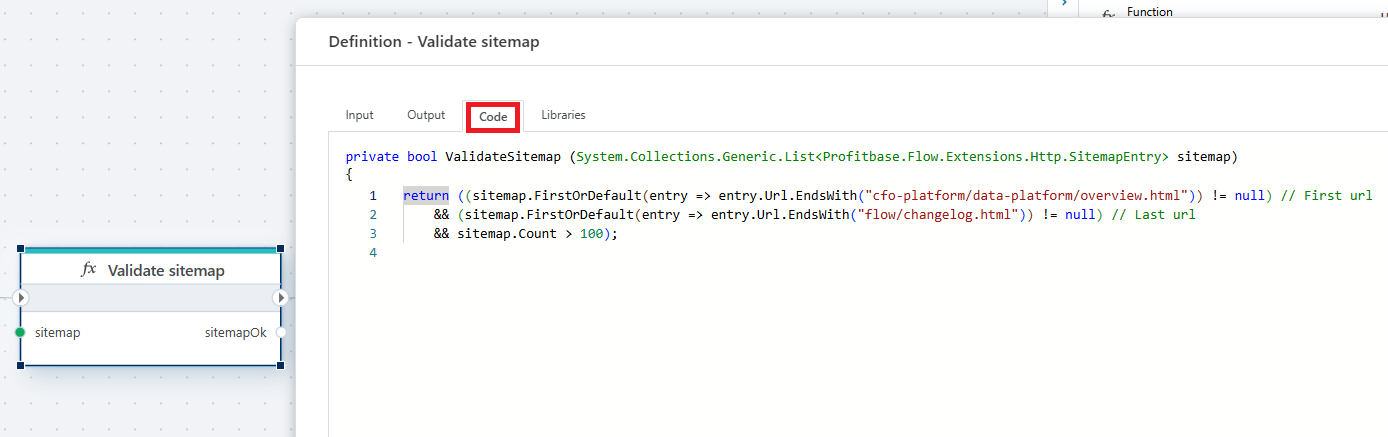 Function
Definition - Validate sitemap
Input Output Code Libraries
private bool ValidateSitemap (System.Collections.Generic.List<Profitbase.Flow.Extensions.Http.SitemapEntry> sitemap)
{
1 return ((sitemap.FirstOrDefault(entry => entry.Url.EndsWith("cfo-platform/data-platform/overview.html")) != null) // First url
2 && (sitemap.FirstOrDefault(entry => entry.Url.EndsWith("flow/changelog.html")) != null) // Last url
3 && sitemap.Count > 100);
4
fx Validate sitemap
sitemap sitemapOk